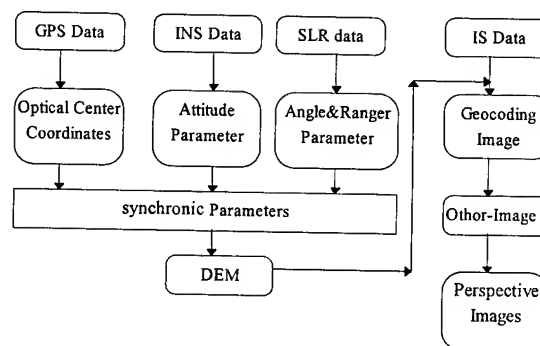 GPS Data
INS Data
SLR data
IS Data
Optical Center
Coordinates
Attitude
Parameter
Angle&Ranger
Parameter
Geocoding
Image
synchronic Parameters
Othor-Image
DEM
Perspective
Images